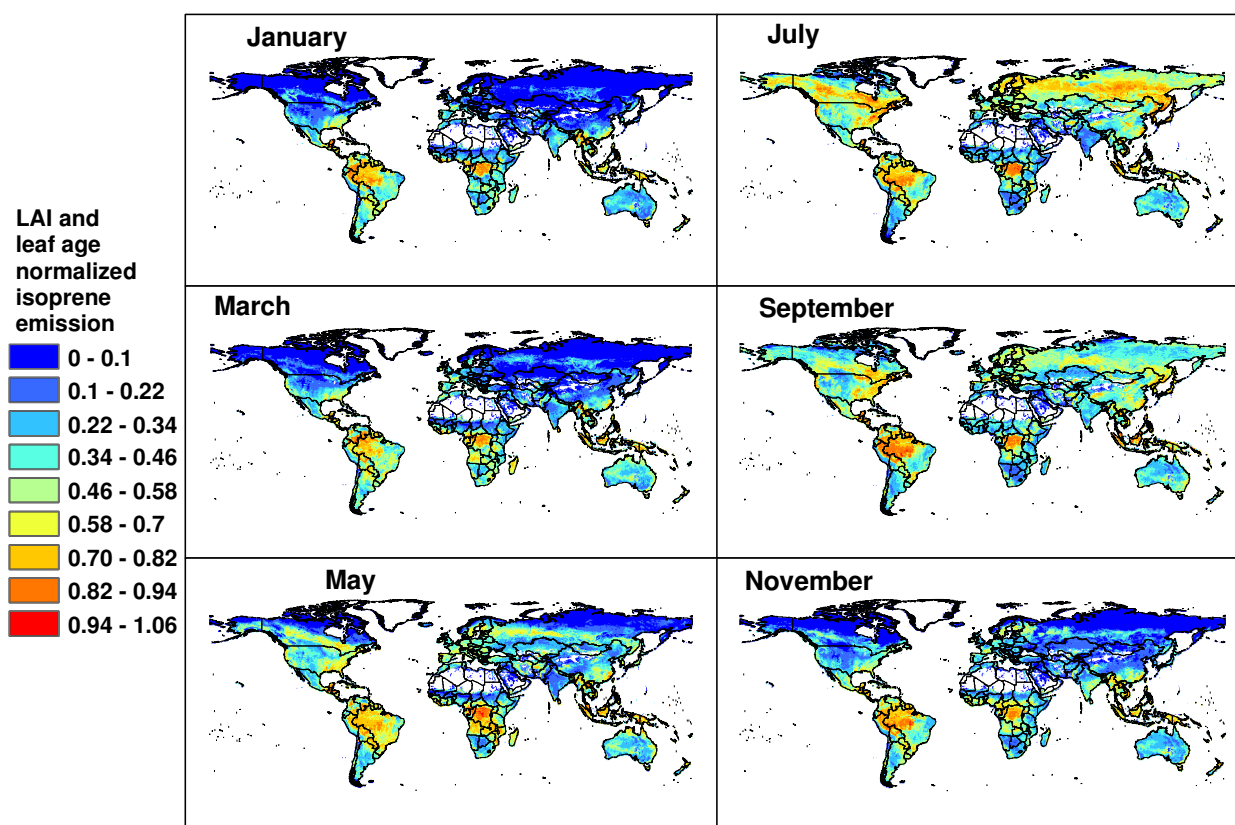 January
July
March
September
May
November
LAI and
leaf age
normalized
isoprene
emission
0 - 0.1
0.1 - 0.22
0.22 - 0.34
0.34 - 0.46
0.46 - 0.58
0.58 - 0.7
0.70 - 0.82
0.82 - 0.94
0.94 - 1.06